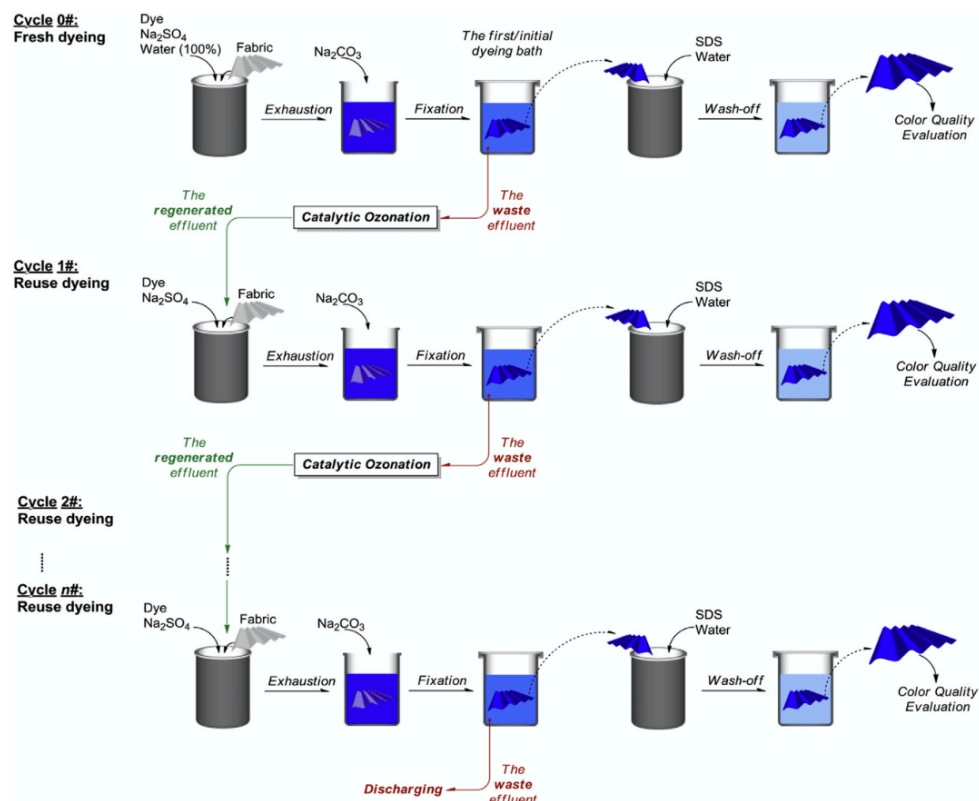 Cycle 0#:
Fresh dyeing
Dye
Na₂SO₄
Water (100%)
Fabric
Na₂CO₃
The first/initial
dyeing bath
SDS
Water
Exhaustion
Fixation
Wash-off
Color Quality
Evaluation
The
regenerated
effluent
Catalytic Ozonation
The
waste
effluent
Cycle 1#:
Reuse dyeing
Dye
Na₂SO₄
Fabric
Na₂CO₃
SDS
Water
Exhaustion
Fixation
Wash-off
Color Quality
Evaluation
The
regenerated
effluent
Catalytic Ozonation
The
waste
effluent
Cycle 2#:
Reuse dyeing
Cycle n#:
Reuse dyeing
Dye
Na₂SO₄
Fabric
Na₂CO₃
SDS
Water
Exhaustion
Fixation
Wash-off
Color Quality
Evaluation
Discharging
The
waste
effluent